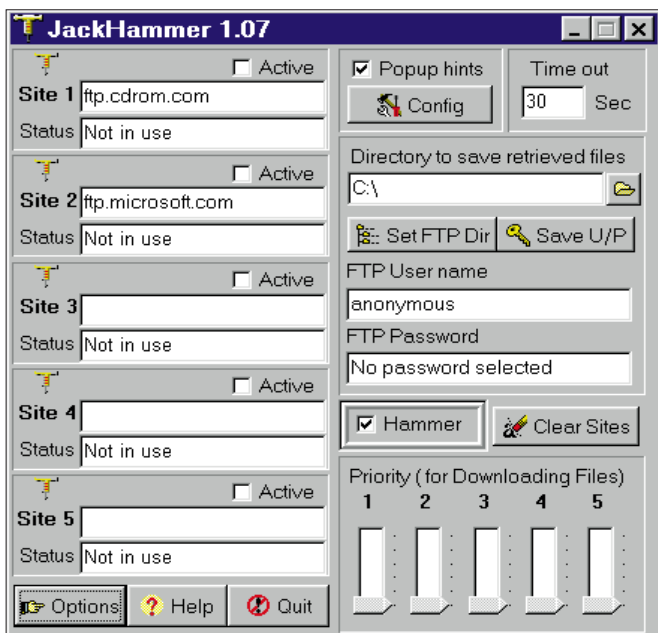 JackHammer 1.07
Active
Site 1 ftp.cdrom.com
Status Not in use
Active
Site 2 ftp.microsoft.com
Status Not in use
Active
Site 3
Status Not in use
Active
Site 4
Status Not in use
Active
Site 5
Status Not in use
Options
Help
Quit
Popup hints
Config
Time out
30 Sec
Directory to save retrieved files
C:\
Set FTP Dir
Save U/P
FTP User name
anonymous
FTP Password
No password selected
Hammer
Clear Sites
Priority ( for Downloading Files)
1 2 3 4 5